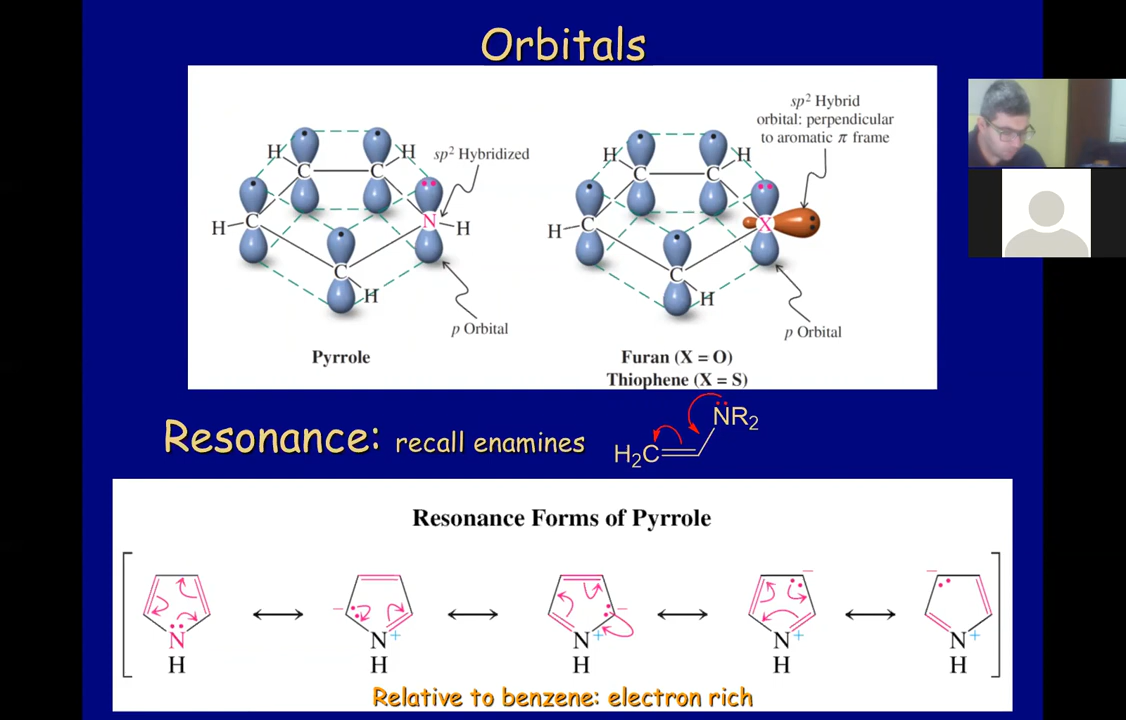 Orbitals
sp² Hybrid
orbital: perpendicular
to aromatic π frame
sp² Hybridized
H C C H
H C N H
C H
p Orbital
Pyrrole
H C C H
H C X
C H
p Orbital
Furan (X = O)
Thiophene (X = S)
Resonance: recall enamines
N̈R₂
H₂C
Resonance Forms of Pyrrole
N N + N + N + N +
H H H H H
Relative to benzene: electron rich